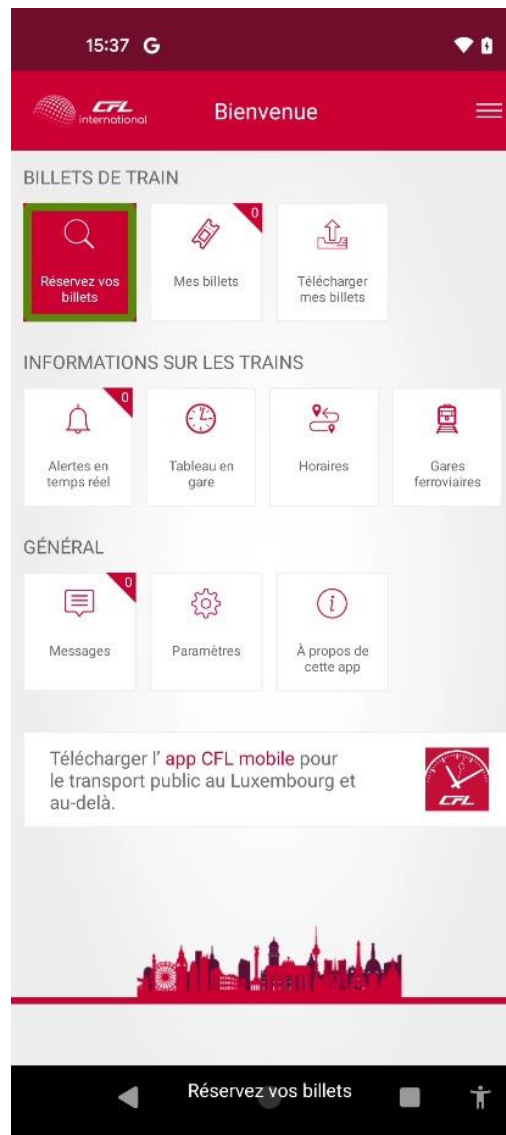 15:37 G
CFL
international
Bienvenue
BILLETS DE TRAIN
Réservez vos
billets
0
Mes billets
Télécharger
mes billets
INFORMATIONS SUR LES TRAINS
0
Alertes en
temps réel
Tableau en
gare
Horaires
Gares
ferroviaires
GÉNÉRAL
0
Messages
Paramètres
À propos de
cette app
Télécharger l' app CFL mobile pour
le transport public au Luxembourg et
au-delà.
CFL
Réservez vos billets